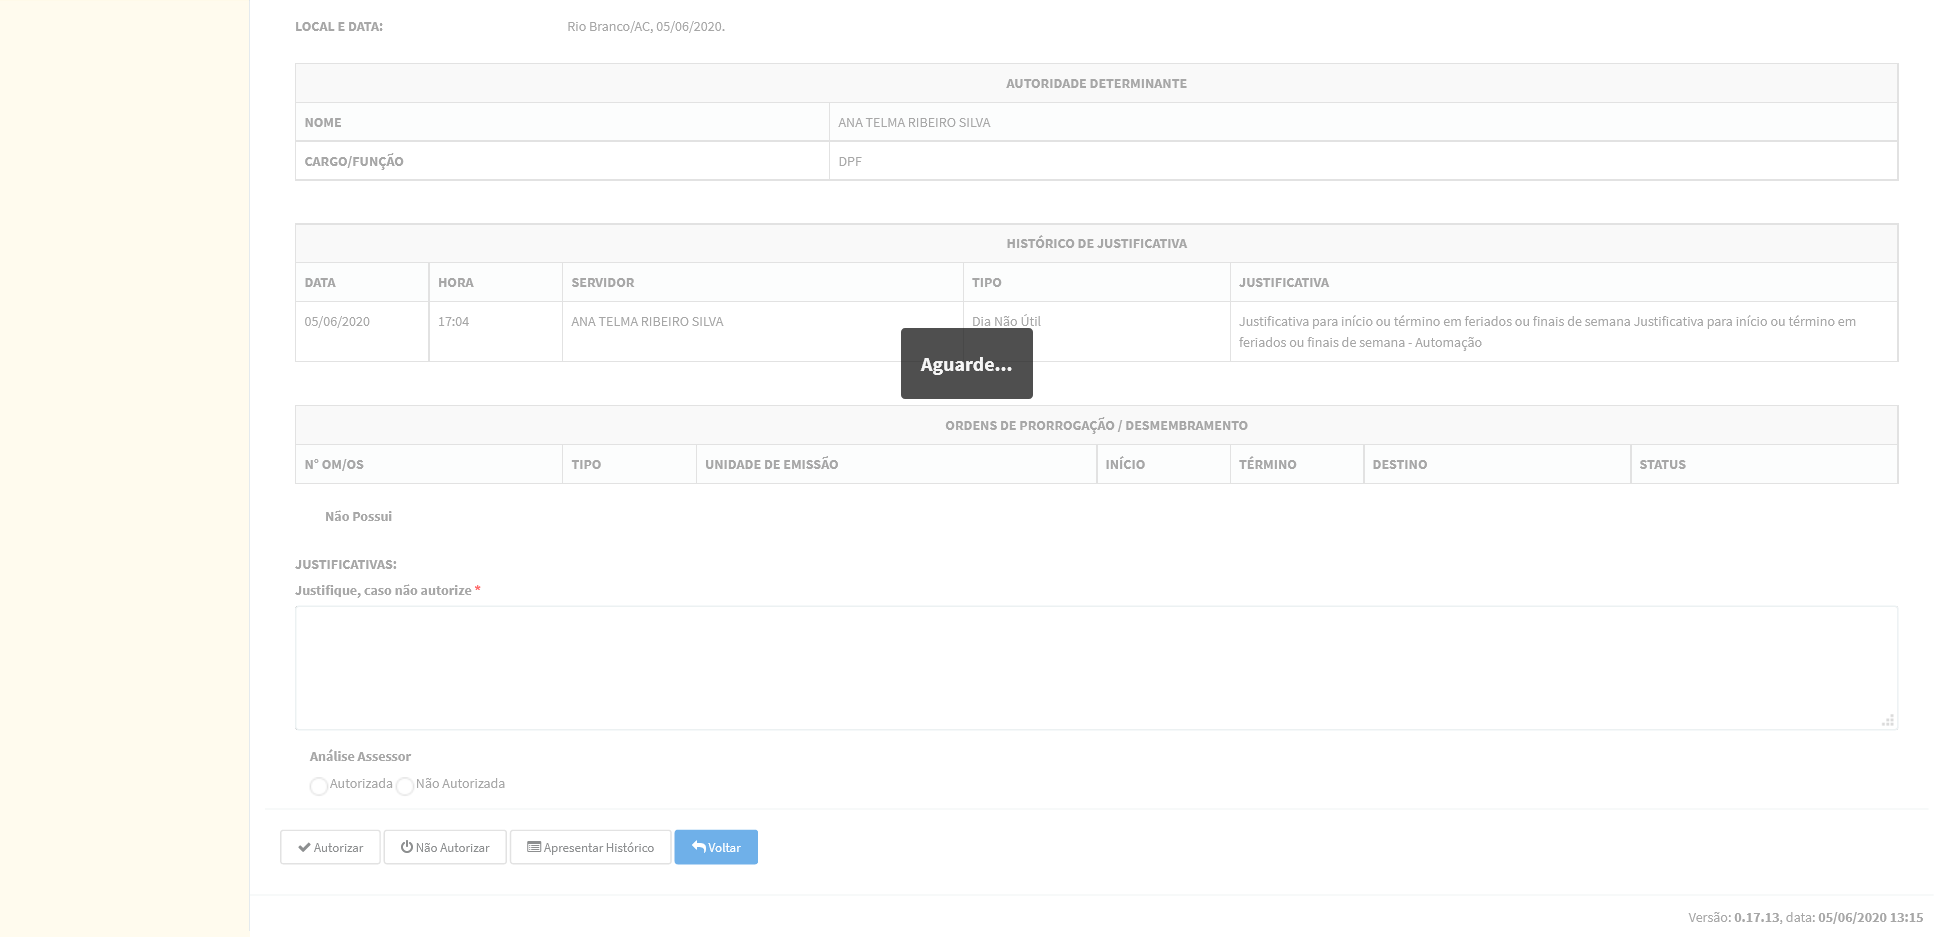 LOCAL E DATA: Rio Branco/AC, 05/06/2020.
AUTORIDADE DETERMINANTE
NOME ANA TELMA RIBEIRO SILVA
CARGO/FUNÇÃO DPF
HISTÓRICO DE JUSTIFICATIVA
DATA HORA SERVIDOR TIPO JUSTIFICATIVA
05/06/2020 17:04 ANA TELMA RIBEIRO SILVA Dia Não Útil Justificativa para início ou término em feriados ou finais de semana Justificativa para início ou término em
feriados ou finais de semana - Automação
Aguarde...
ORDENS DE PRORROGAÇÃO / DESMEMBRAMENTO
N° OM/OS TIPO UNIDADE DE EMISSÃO INÍCIO TÉRMINO DESTINO STATUS
Não Possui
JUSTIFICATIVAS:
Justifique, caso não autorize *
Análise Assessor
Autorizada Não Autorizada
Autorizar Não Autorizar Apresentar Histórico Voltar
Versão: 0.17.13, data: 05/06/2020 13:15